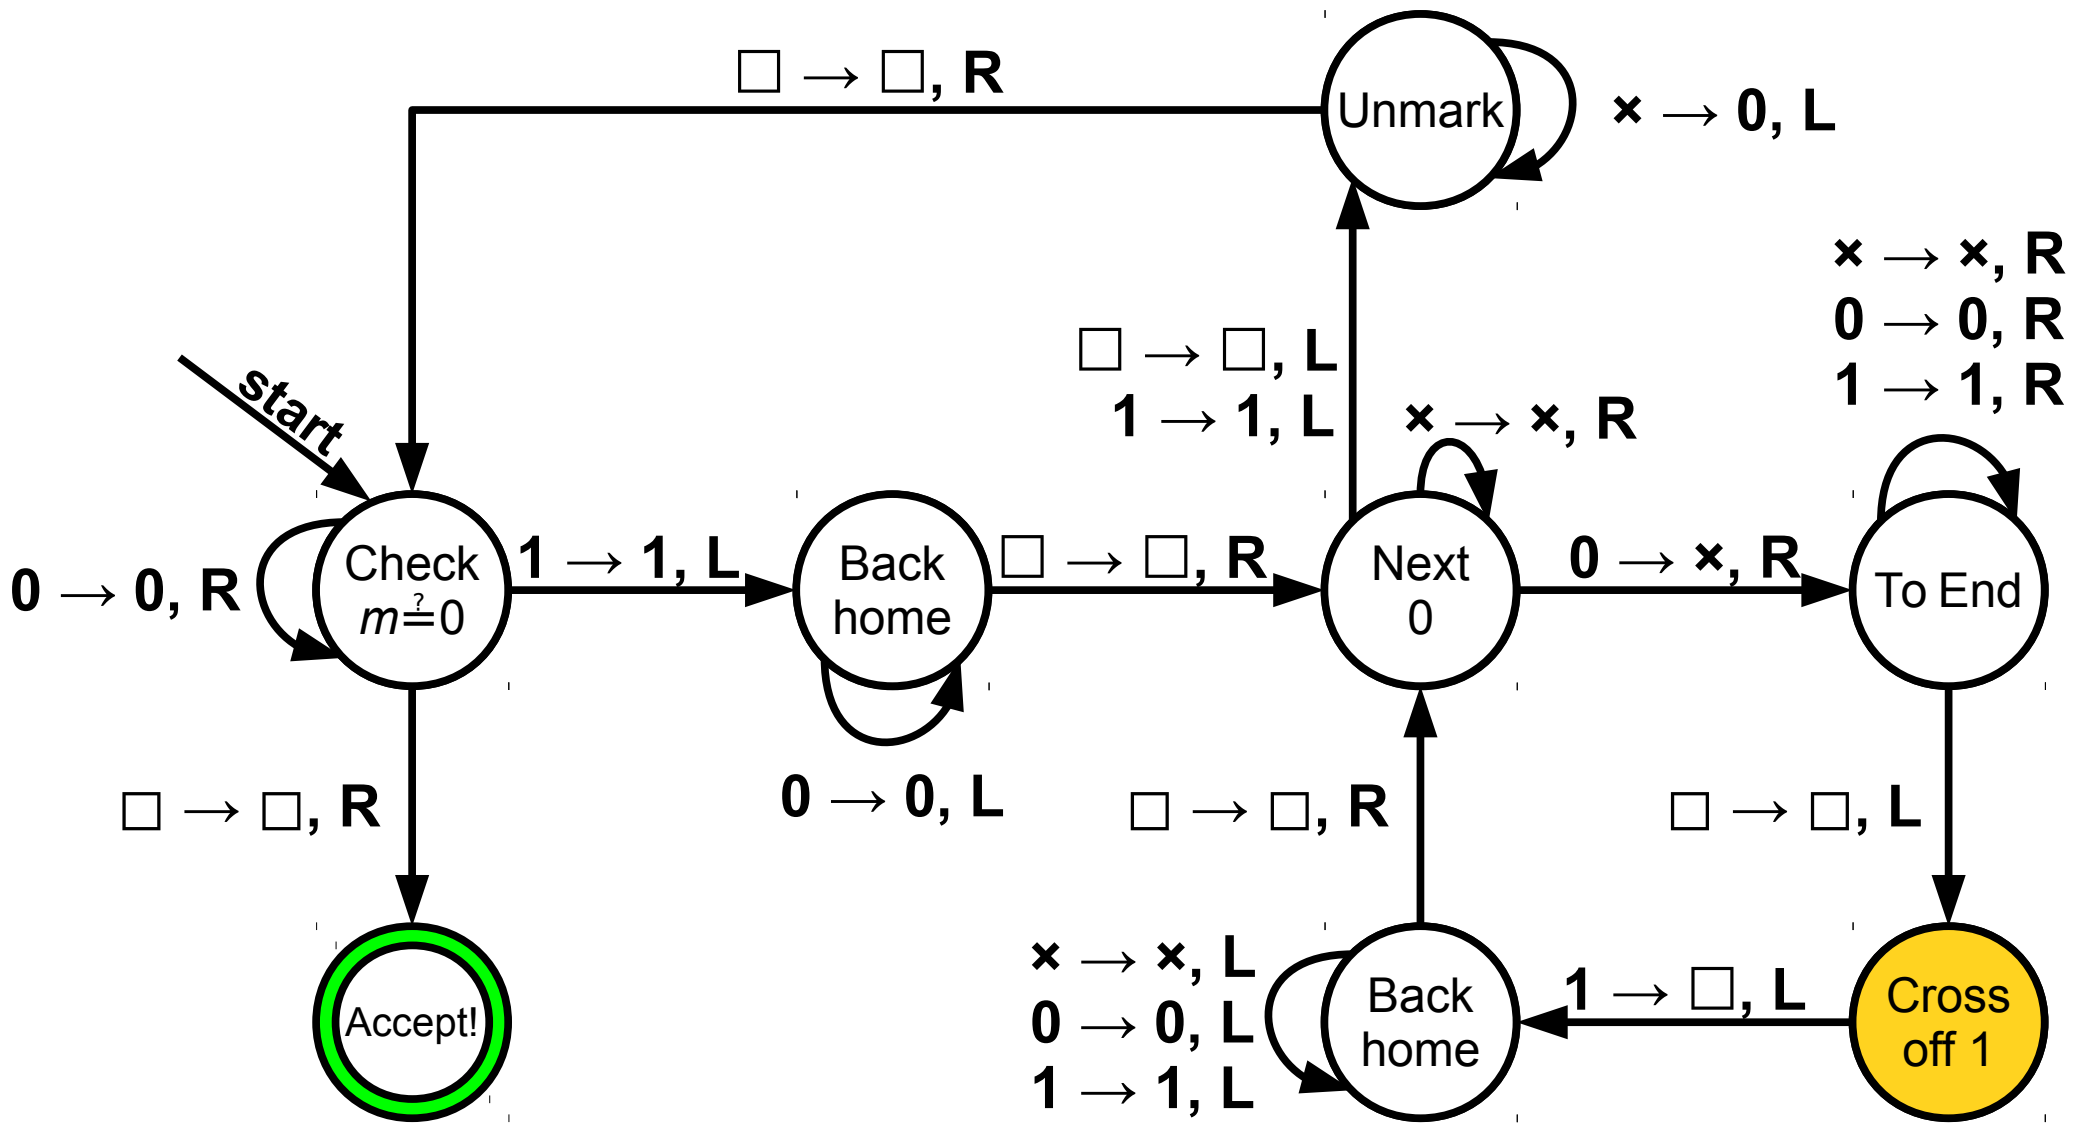 □ → □, R
Unmark
× → 0, L
× → ×, R
0 → 0, R
1 → 1, R
□ → □, L
1 → 1, L
× → ×, R
start
0 → 0, R
Check
m≟0
1 → 1, L
Back
home
□ → □, R
Next
0
0 → ×, R
To End
0 → 0, L
□ → □, R
□ → □, R
□ → □, L
Accept!
× → ×, L
0 → 0, L
1 → 1, L
Back
home
1 → □, L
Cross
off 1